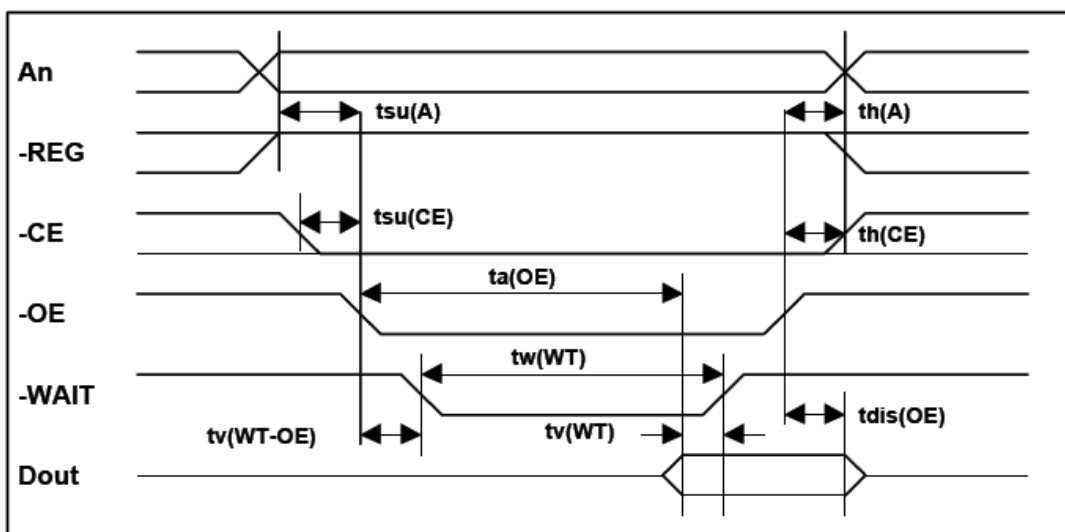 An
tsu(A)
th(A)
-REG
tsu(CE)
-CE
th(CE)
ta(OE)
-OE
tw(WT)
-WAIT
tv(WT-OE)
tv(WT)
tdis(OE)
Dout